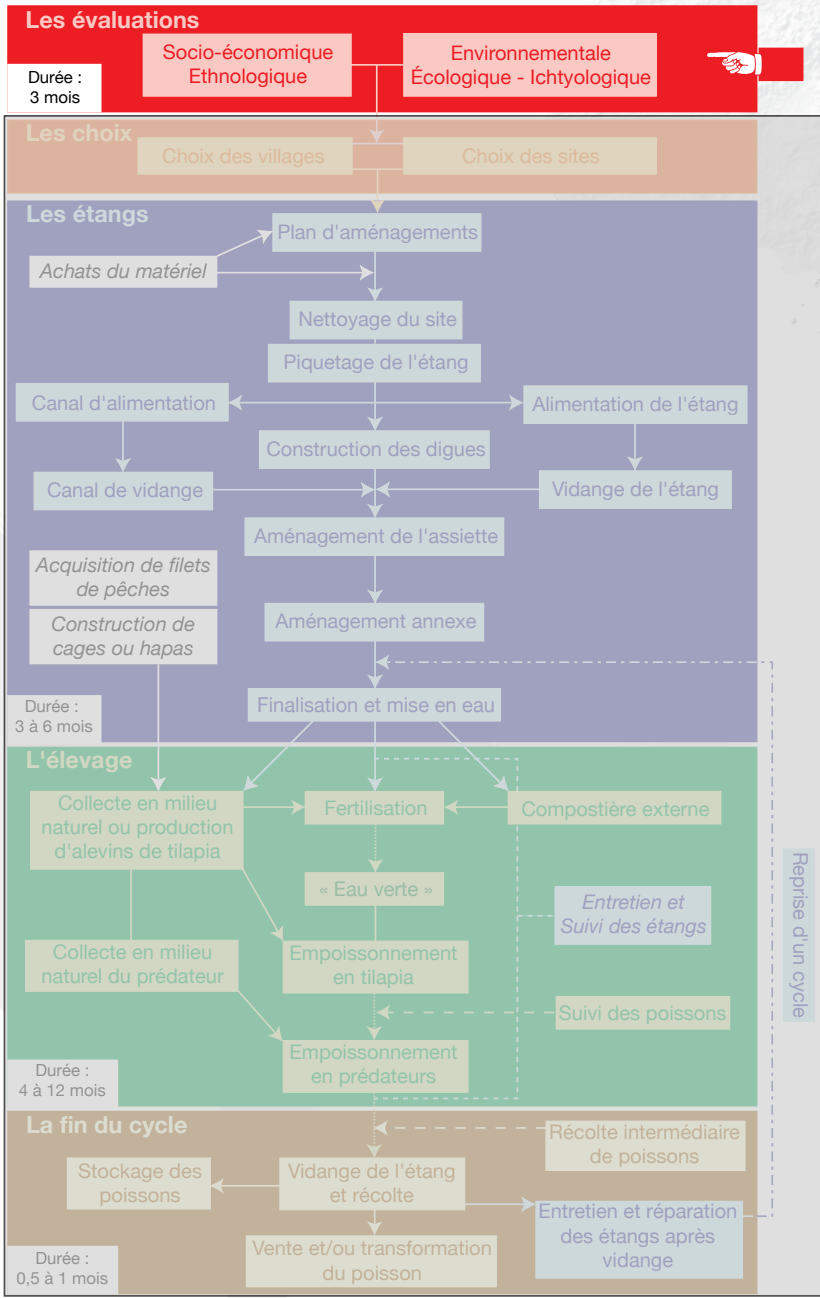 Les évaluations
Socio-économique
Ethnologique
Environnementale
Écologique - Ichtyologique
Durée :
3 mois
Les choix
Choix des villages
Choix des sites
Les étangs
Plan d'aménagements
Achats du matériel
Nettoyage du site
Piquetage de l'étang
Canal d'alimentation
Alimentation de l'étang
Construction des digues
Canal de vidange
Vidange de l'étang
Aménagement de l'assiette
Acquisition de filets
de pêches
Construction de
cages ou hapas
Aménagement annexe
Finalisation et mise en eau
Durée :
3 à 6 mois
L'élevage
Collecte en milieu
naturel ou production
d'alevins de tilapia
Fertilisation
Compostière externe
« Eau verte »
Entretien et
Suivi des étangs
Collecte en milieu
naturel du prédateur
Empoissonnement
en tilapia
Suivi des poissons
Empoissonnement
en prédateurs
Durée :
4 à 12 mois
Reprise d'un cycle
La fin du cycle
Récolte intermédiaire
de poissons
Stockage des
poissons
Vidange de l'étang
et récolte
Entretien et réparation
des étangs après
vidange
Vente et/ou transformation
du poisson
Durée :
0,5 à 1 mois